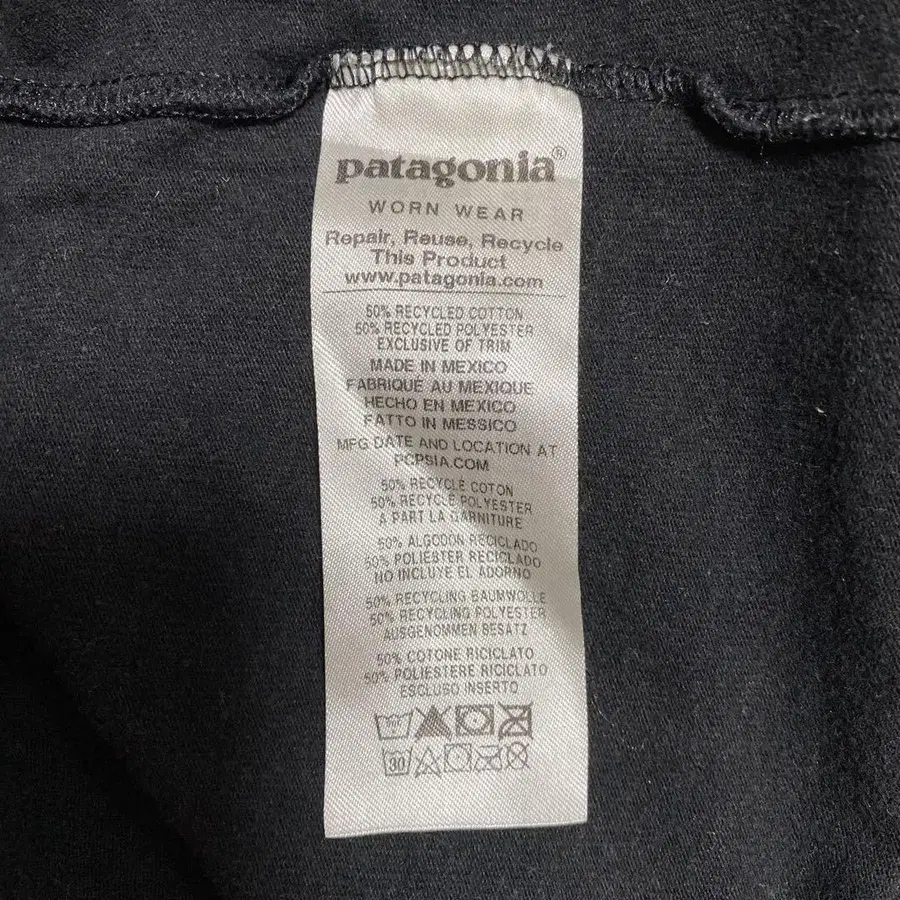 patagonia®
WORN WEAR
Repair, Reuse, Recycle
This Product
www.patagonia.com
50% RECYCLED COTTON
50% RECYCLED POLYESTER
EXCLUSIVE OF TRIM
MADE IN MEXICO
FABRIQUÉ AU MEXIQUE
HECHO EN MEXICO
FATTO IN MESSICO
MFG DATE AND LOCATION AT
PCPSIA.COM
50% RECYCLÉ COTON
50% RECYCLÉ POLYESTER
À PART LA GARNITURE
50% ALGODON RECICLADO
50% POLIESTER RECICLADO
NO INCLUYE EL ADORNO
50% RECYCLING BAUMWOLLE
50% RECYCLING POLYESTER
AUSGENOMMEN BESATZ
50% COTONE RICICLATO
50% POLIESTERE RICICLATO
ESCLUSO INSERTO
30